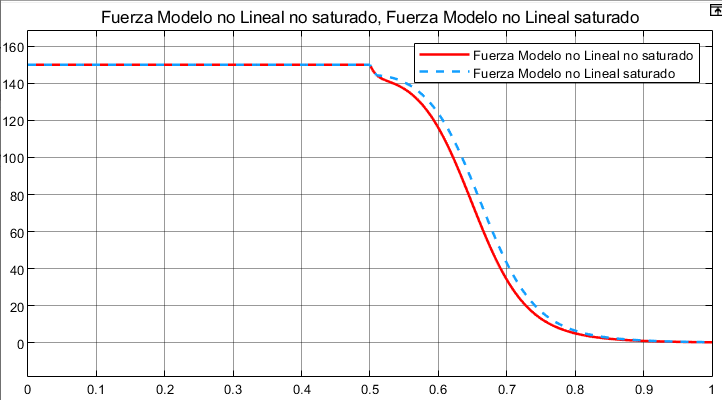 Fuerza Modelo no Lineal no saturado, Fuerza Modelo no Lineal saturado
Fuerza Modelo no Lineal no saturado
Fuerza Modelo no Lineal saturado
160
140
120
100
80
60
40
20
0
0 0.1 0.2 0.3 0.4 0.5 0.6 0.7 0.8 0.9 1